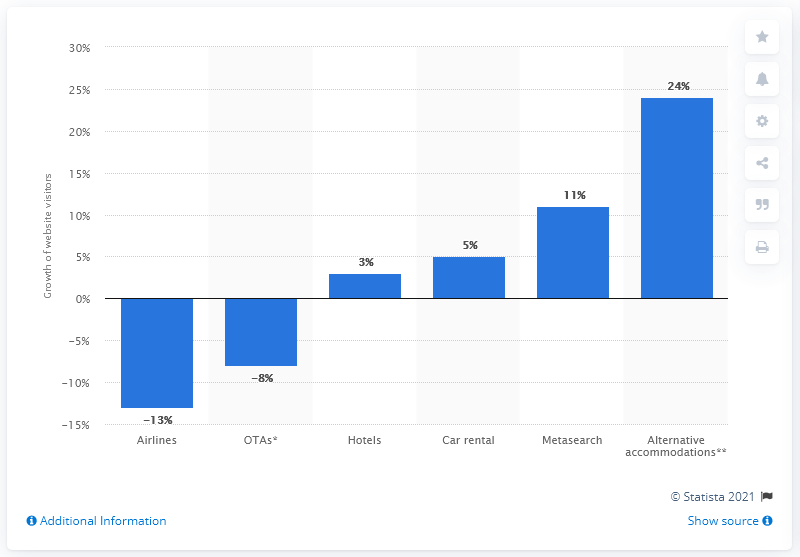 30%
25%
20%
15%
10%
5%
0%
−5%
−10%
−15%
Growth of website visitors
−13%
−8%
3%
5%
11%
24%
Airlines
OTAs*
Hotels
Car rental
Metasearch
Alternative
accommodations**
© Statista 2021
Additional Information
Show source